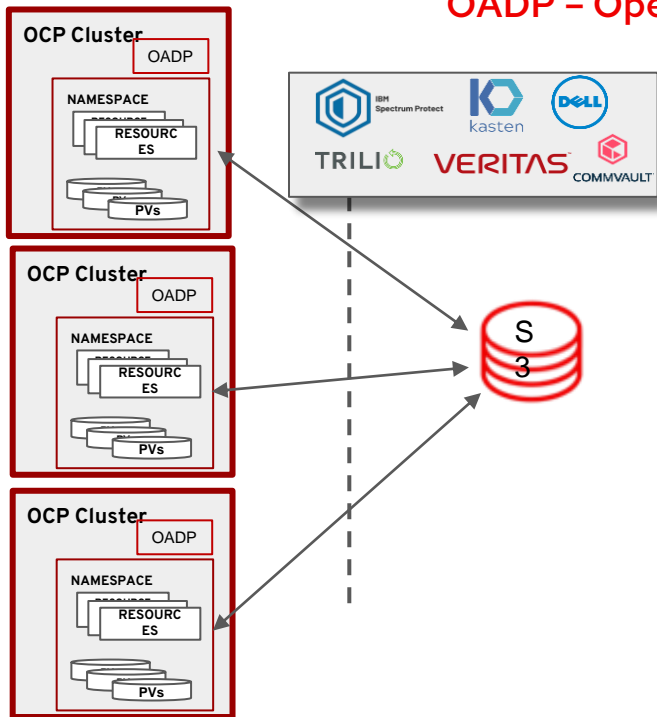 OADP – Ope
OCP Cluster
OADP
NAMESPACE
RESOURC
ES
PVs
IBM
Spectrum Protect
kasten
DELL
TRILIO
VERITAS
COMMVAULT
OCP Cluster
OADP
NAMESPACE
RESOURC
ES
PVs
S
3
OCP Cluster
OADP
NAMESPACE
RESOURC
ES
PVs